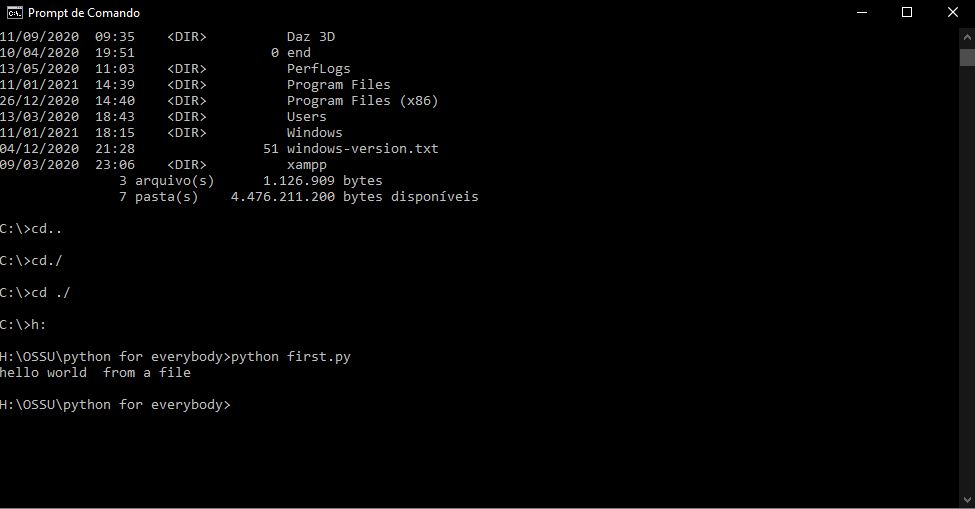 Prompt de Comando
11/09/2020  09:35    <DIR>          Daz 3D
10/04/2020  19:51                 0 end
13/05/2020  11:03    <DIR>          PerfLogs
11/01/2021  14:39    <DIR>          Program Files
26/12/2020  14:40    <DIR>          Program Files (x86)
13/03/2020  18:43    <DIR>          Users
11/01/2021  18:15    <DIR>          Windows
04/12/2020  21:28                51 windows-version.txt
09/03/2020  23:06    <DIR>          xampp
               3 arquivo(s)      1.126.909 bytes
               7 pasta(s)    4.476.211.200 bytes disponíveis
C:\>cd..
C:\>cd./
C:\>cd ./
C:\>h:
H:\OSSU\python for everybody>python first.py
hello world  from a file
H:\OSSU\python for everybody>